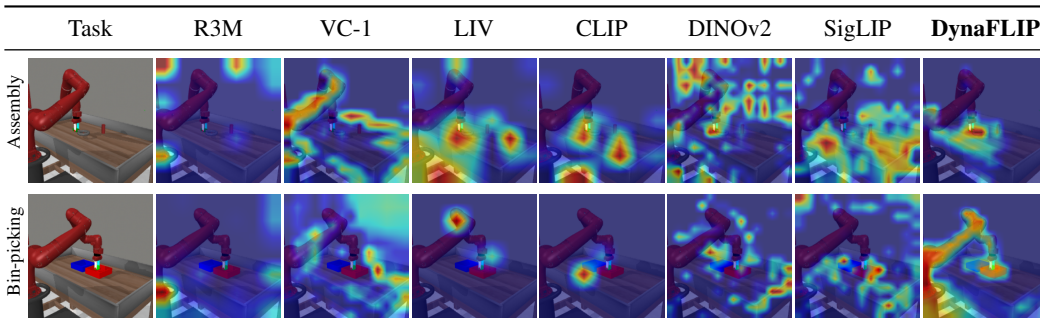 Task R3M VC-1 LIV CLIP DINOv2 SigLIP DynaFLIP
Assembly
Bin-picking